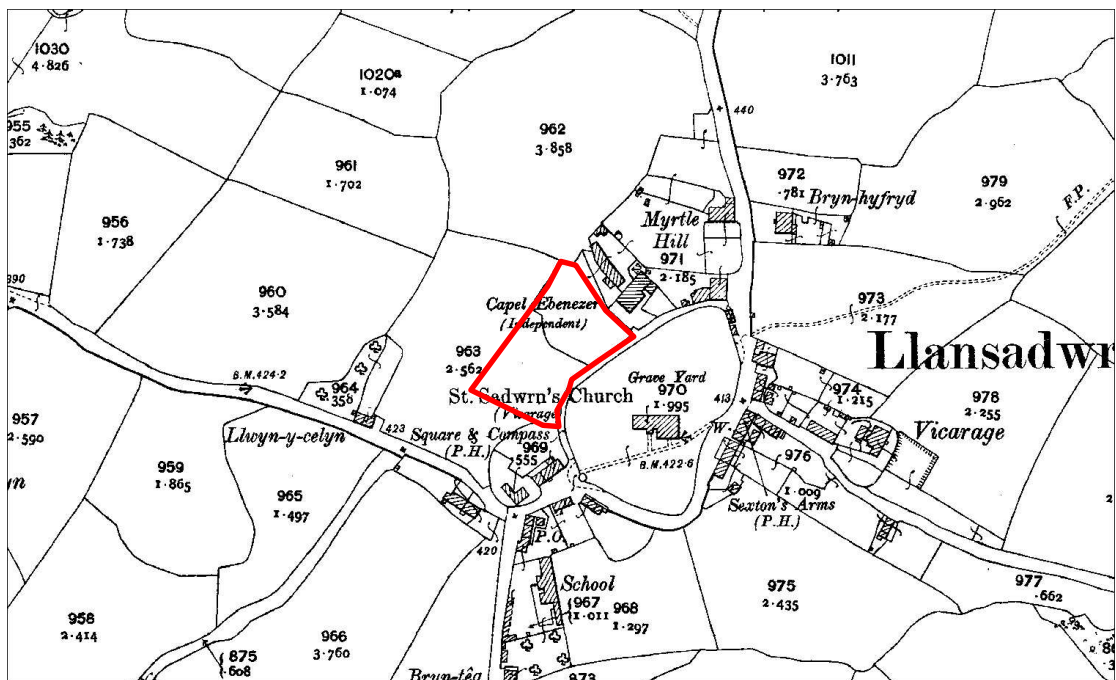 1030
4·826
1020a
1·074
1011
3·763
440
955
362
962
3·858
961
1·702
972
·781
Bryn-hyfryd
979
2·962
F.P.
956
1·738
Myrtle
Hill
971
2·185
390
960
3·584
Capel Ebenezer
(Independent)
973
2·177
963
2·562
Llansadwr
B.M.424·2
964
·358
St. Sadwrn's Church
(Vicarage)
Grave Yard
970
1·995
413
974
1·215
978
2·255
Vicarage
957
2·590
Llwyn-y-celyn
423
Square & Compass
(P.H.)
969
·555
W.
B.M.422·6
976
1·009
959
1·865
965
1·497
Sexton's Arms
(P.H.)
420
P.O.
School
967
1·011
968
1·297
975
2·435
977
·662
958
2·414
966
3·760
875
·608
Bryn-têg
873